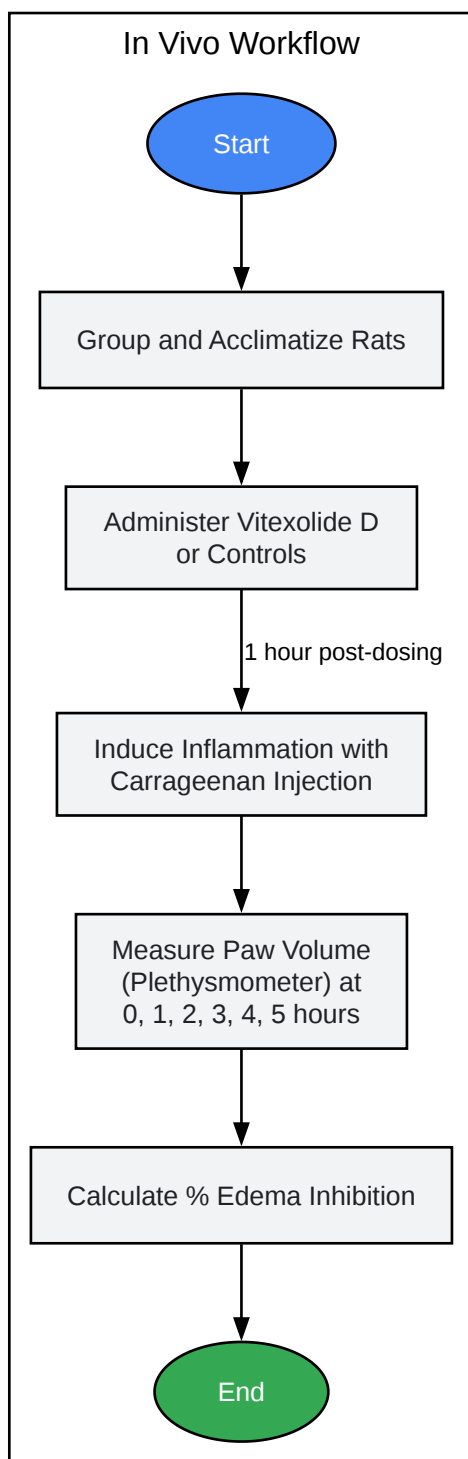 In Vivo Workflow
Start
Group and Acclimatize Rats
Administer Vitexolide D
or Controls
1 hour post-dosing
Induce Inflammation with
Carrageenan Injection
Measure Paw Volume
(Plethysmometer) at
0, 1, 2, 3, 4, 5 hours
Calculate % Edema Inhibition
End